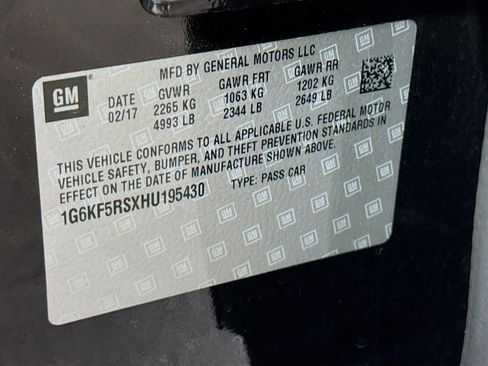 MFD BY GENERAL MOTORS LLC
GM
DATE GVWR GAWR FRT GAWR RR
02/17 2265 KG 1063 KG 1202 KG
4993 LB 2344 LB 2649 LB
THIS VEHICLE CONFORMS TO ALL APPLICABLE U.S. FEDERAL MOTOR
VEHICLE SAFETY, BUMPER, AND THEFT PREVENTION STANDARDS IN
EFFECT ON THE DATE OF MANUFACTURE SHOWN ABOVE.
1G6KF5RSXHU195430 TYPE: PASS CAR